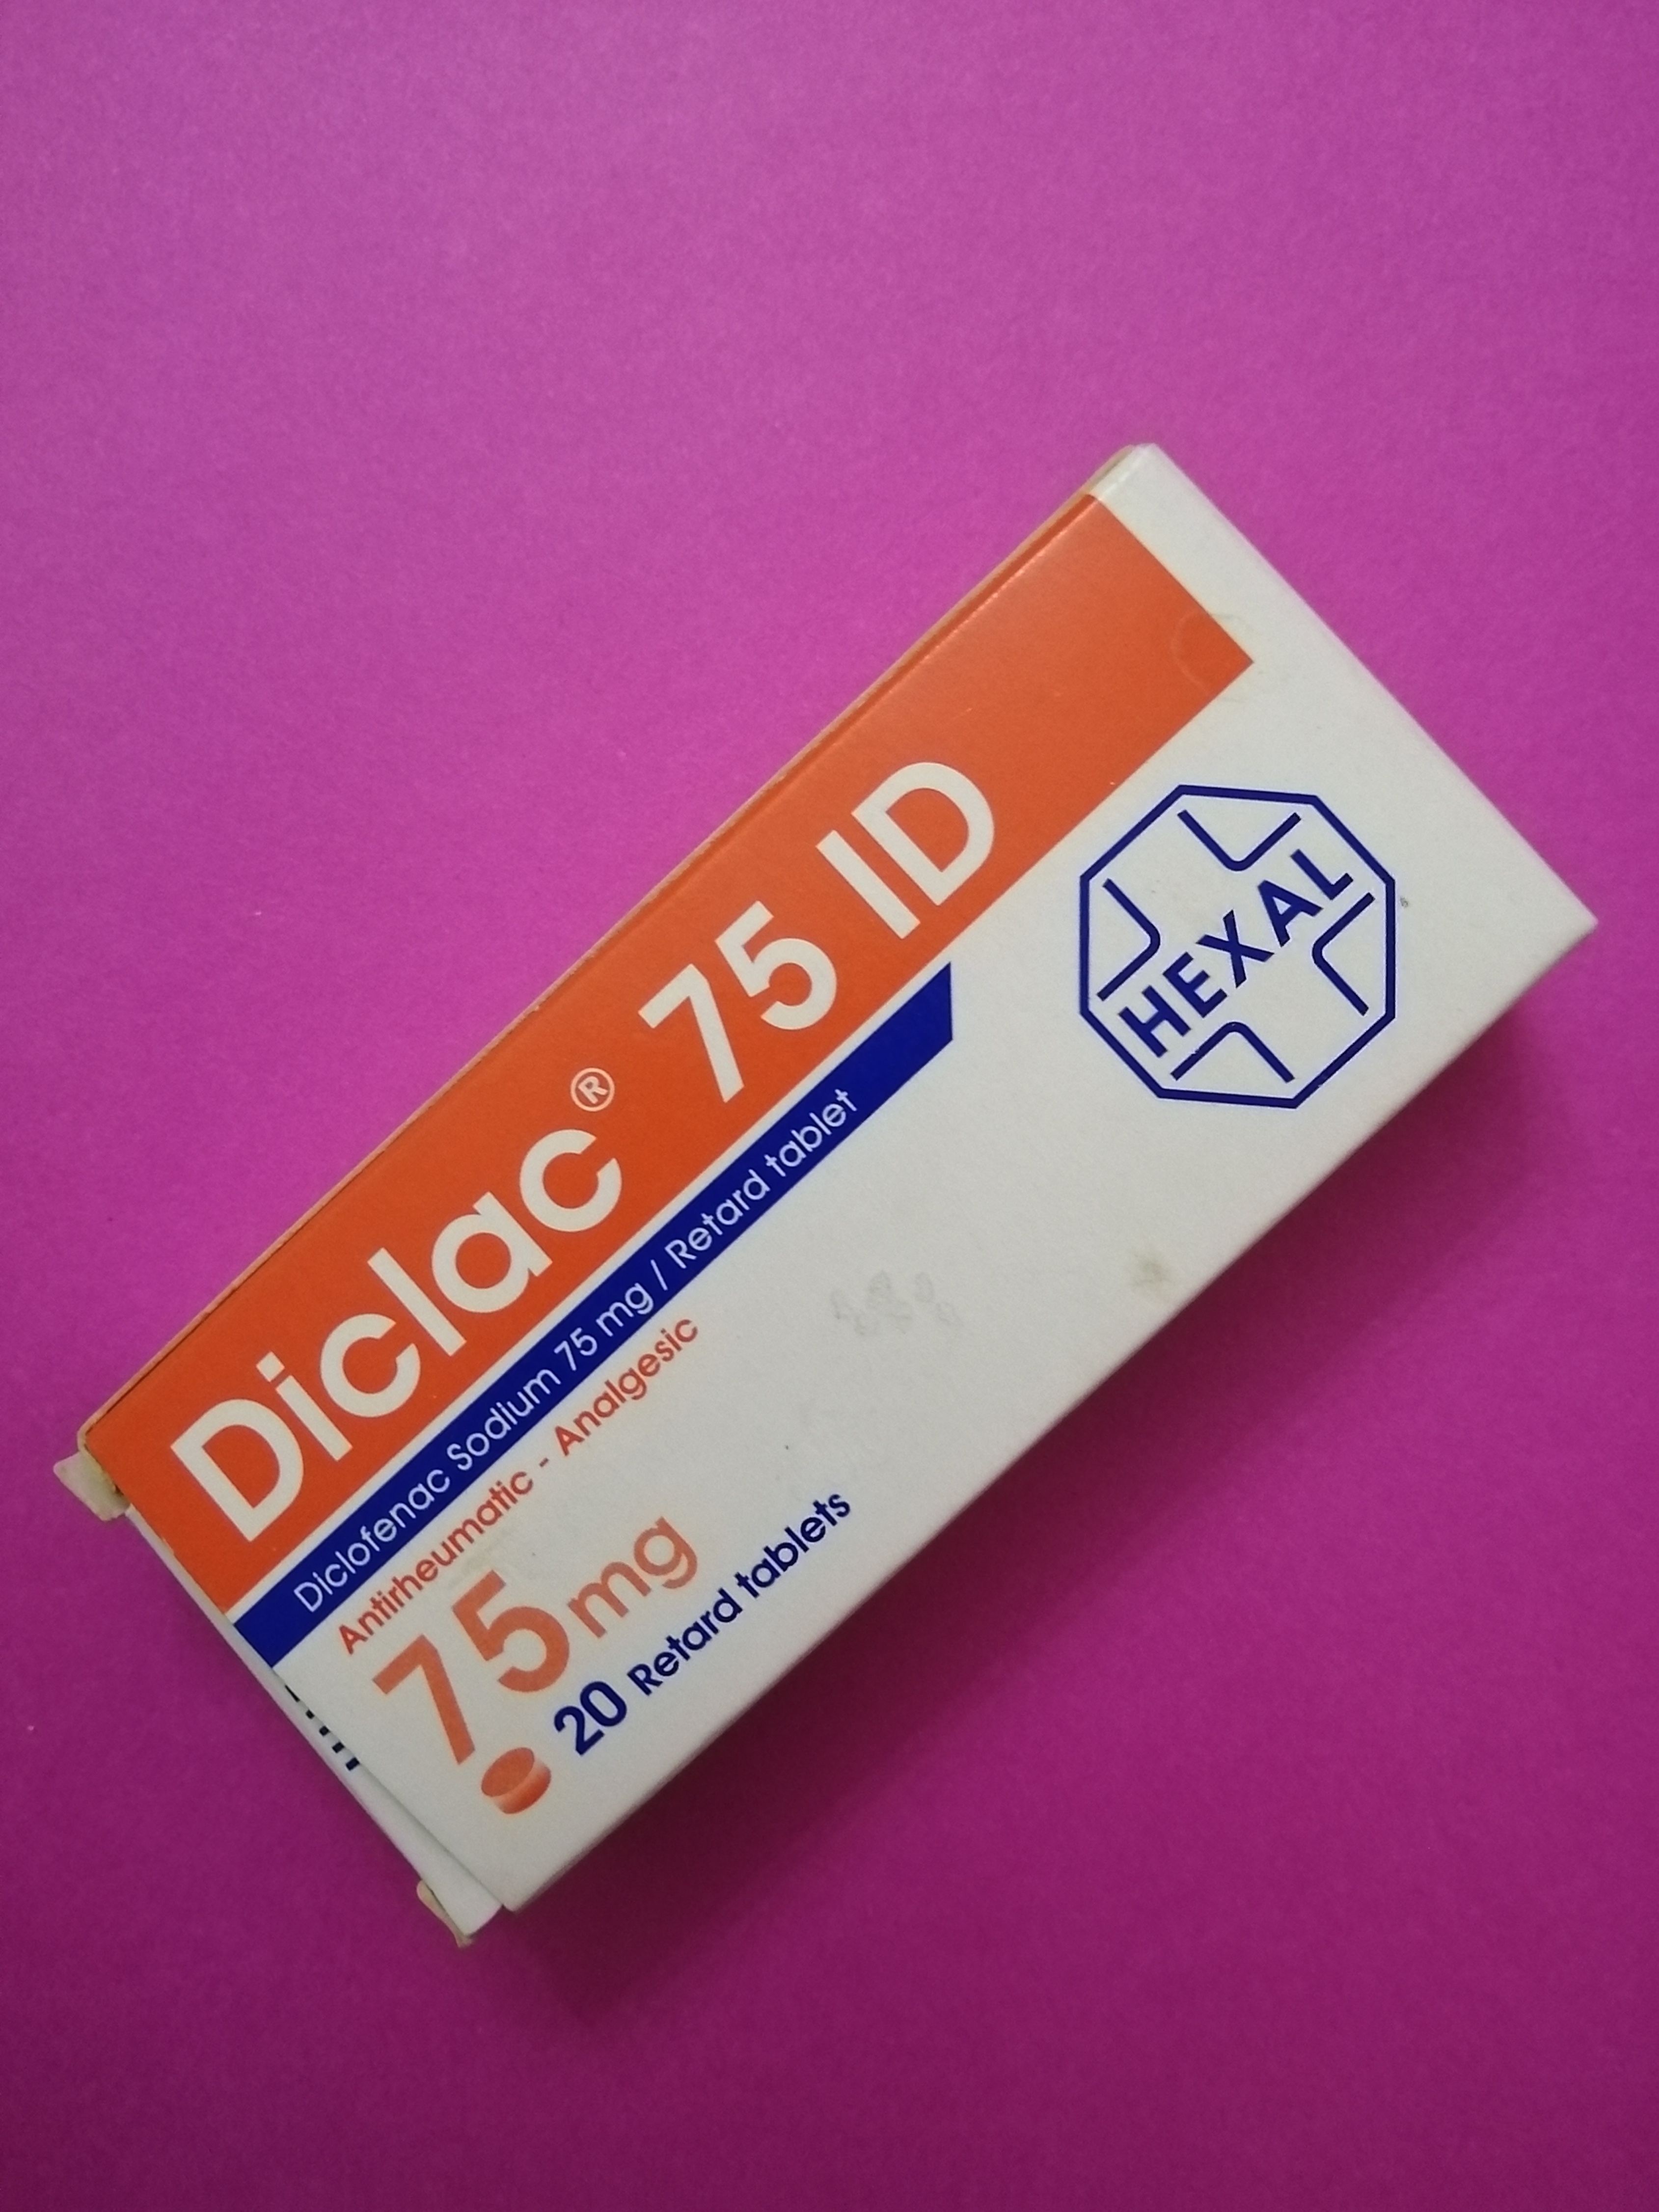 Diclac® 75 ID
Diclofenac Sodium 75 mg / Retard tablet
Antirheumatic - Analgesic
75mg
20 Retard tablets
HEXAL